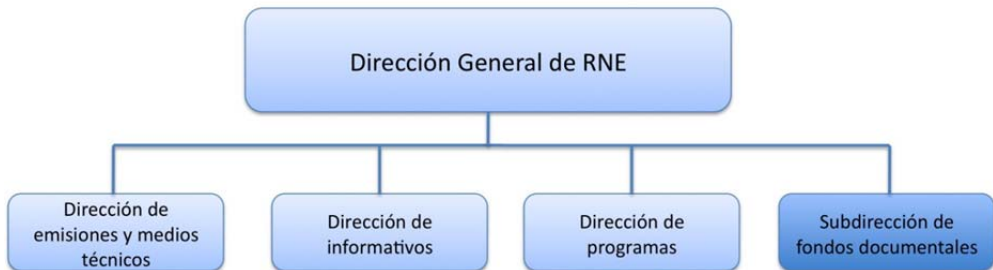 Dirección General de RNE
Dirección de
emisiones y medios
técnicos
Dirección de
informativos
Dirección de
programas
Subdirección de
fondos documentales